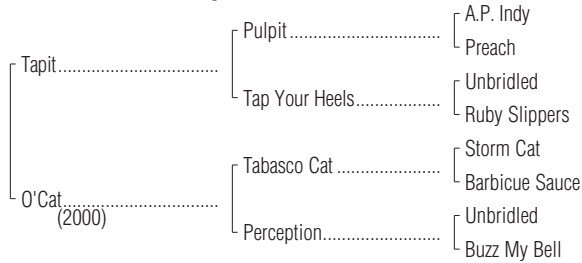 A.P. Indy
Pulpit
Preach
Tapit
Unbridled
Tap Your Heels
Ruby Slippers
Storm Cat
Tabasco Cat
Barbicue Sauce
O'Cat
(2000)
Unbridled
Perception
Buzz My Bell